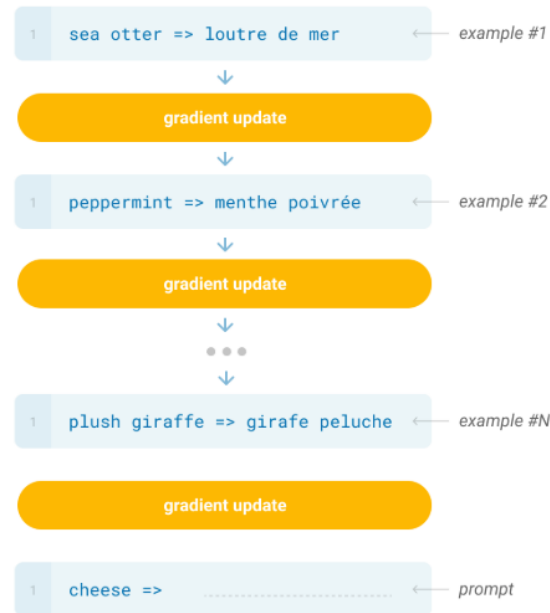 1 sea otter => loutre de mer example #1
gradient update
1 peppermint => menthe poivrée example #2
gradient update
1 plush giraffe => girafe peluche example #N
gradient update
1 cheese => prompt